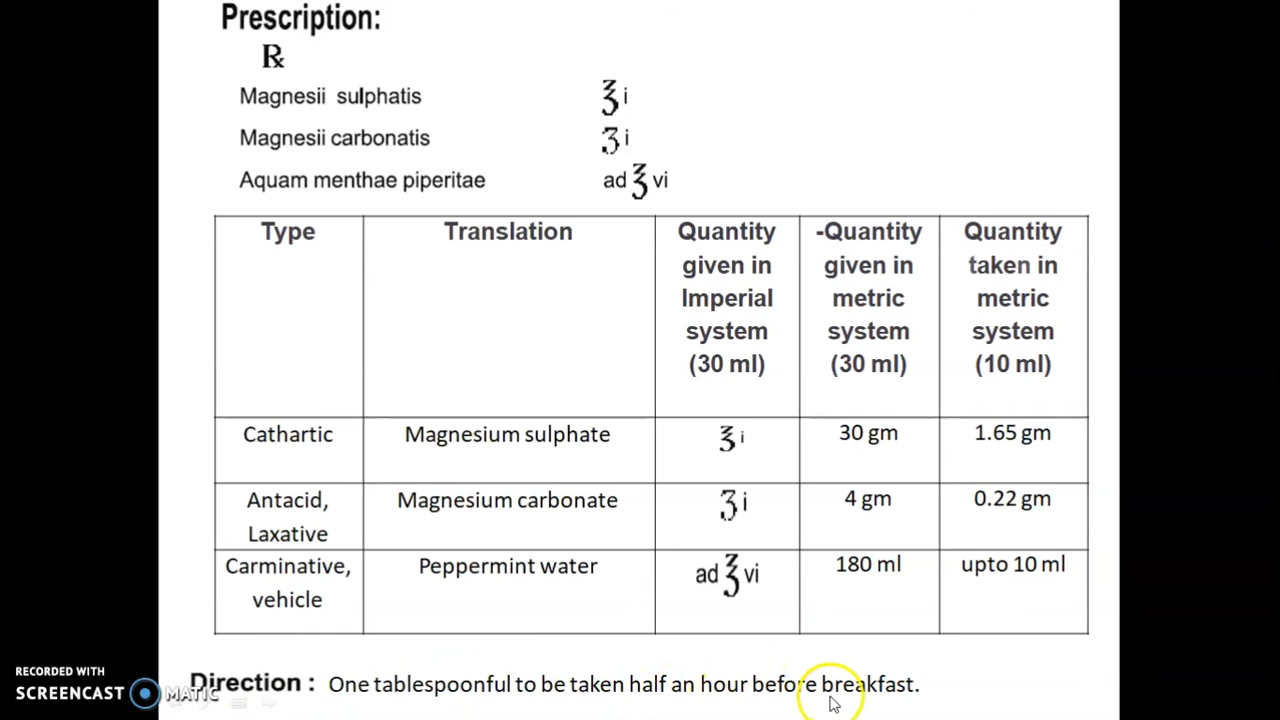 Prescription:
℞
Magnesii sulphatis ℥ i
Magnesii carbonatis ʒ i
Aquam menthae piperitae ad ℥ vi
Type Translation Quantity given in Imperial system (30 ml) -Quantity given in metric system (30 ml) Quantity taken in metric system (10 ml)
Cathartic Magnesium sulphate ℥ i 30 gm 1.65 gm
Antacid, Laxative Magnesium carbonate ʒ i 4 gm 0.22 gm
Carminative, vehicle Peppermint water ad ℥ vi 180 ml upto 10 ml
Direction : One tablespoonful to be taken half an hour before breakfast.
RECORDED WITH
SCREENCAST MATIC